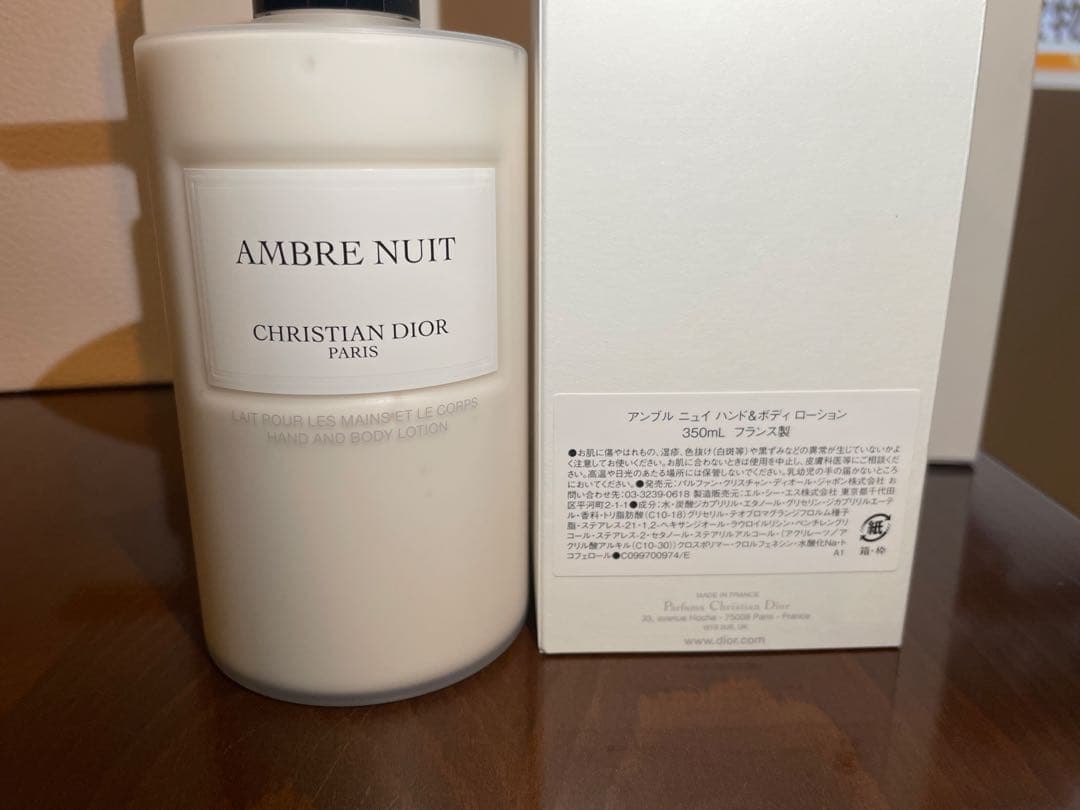 AMBRE NUIT
CHRISTIAN DIOR
PARIS
LAIT POUR LES MAINS ET LE CORPS
HAND AND BODY LOTION
アンブル ニュイ ハンド&ボディ ローション
350mL フランス製
●お肌に傷やはれもの、湿疹、色抜け(白斑等)や黒ずみなどの異常が生じていないかよ
く注意してお使いください。お肌に合わないときは使用を中止し、皮膚科医等にご相談くだ
さい。高温や日光のあたる場所には保管しないでください。乳幼児の手の届かないところ
においてください。●発売元:パルファン・クリスチャン・ディオール・ジャポン株式会社 お
問い合わせ先:03-3239-0618 製造販売元:エル・シー・エス株式会社 東京都千代田
区平河町2-1-1●成分:水・炭酸ジカプリリル・エタノール・グリセリン・ジカプリリルエーテ
ル・香料・トリ脂肪酸(C10-18)グリセリル・テオブロマグランジフロルム種子
脂・ステアレス-21・1,2-ヘキサンジオール・ラウロイルリシン・ペンチレングリ
コール・ステアレス-2・セタノール・ステアリルアルコール・(アクリレーツ/ア
クリル酸アルキル(C10-30))クロスポリマー・クロルフェネシン・水酸化Na・ト
コフェロール●C099700974/E
A1
紙
箱・枠
MADE IN FRANCE
Parfums Christian Dior
33, avenue Hoche - 75008 Paris - France
www.dior.com